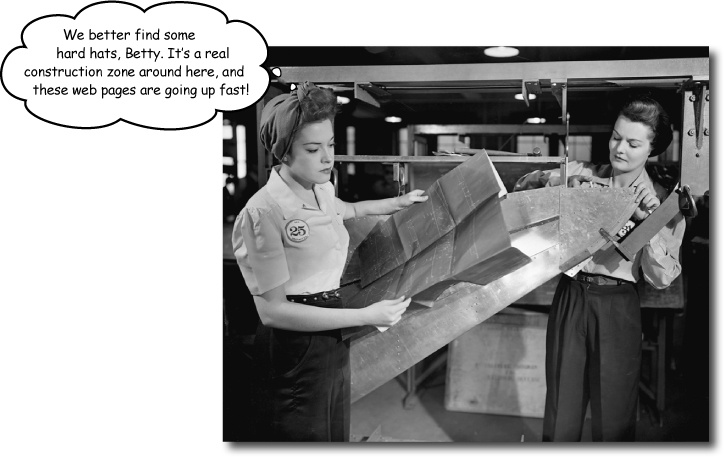 We better find some
hard hats, Betty. It's a real
construction zone around here, and
these web pages are going up fast!
25